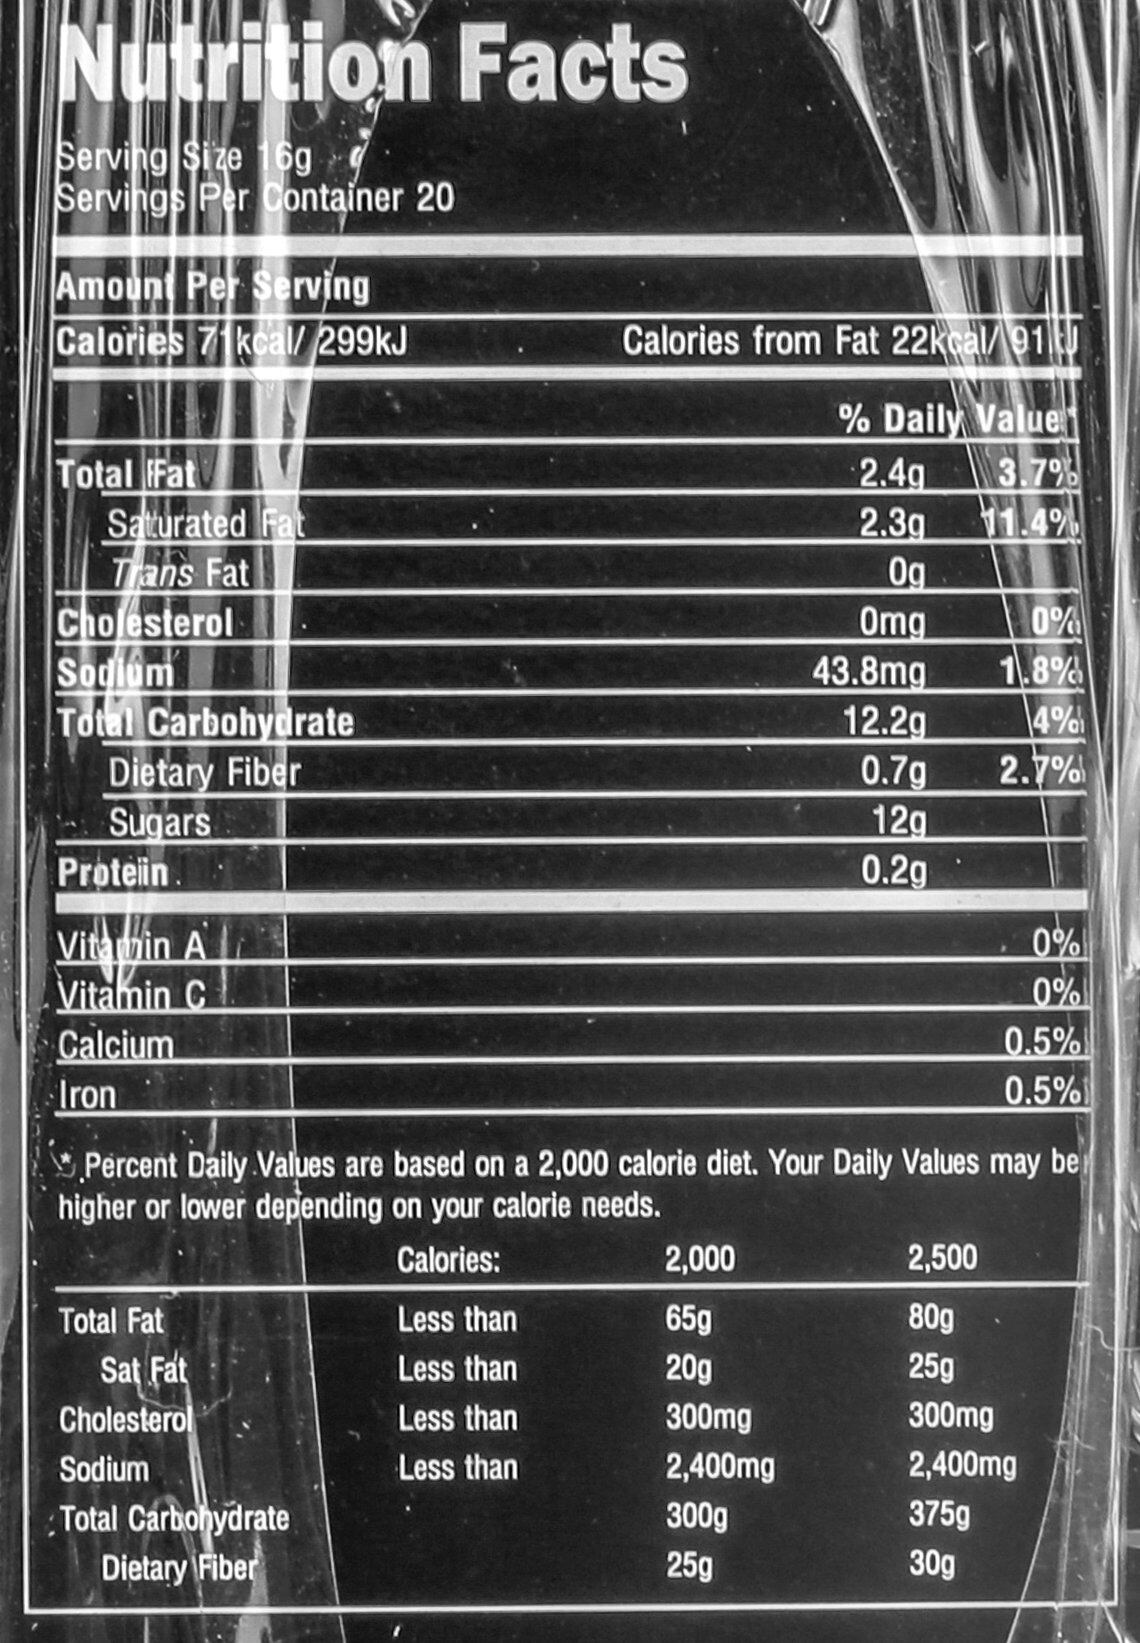 Nutrition Facts
Serving Size 16g
Servings Per Container 20
Amount Per Serving
Calories 71kcal/ 299kJ Calories from Fat 22kcal/ 91kJ
% Daily Value*
Total Fat 2.4g 3.7%
Saturated Fat 2.3g 11.4%
Trans Fat 0g
Cholesterol 0mg 0%
Sodium 43.8mg 1.8%
Total Carbohydrate 12.2g 4%
Dietary Fiber 0.7g 2.7%
Sugars 12g
Protein 0.2g
Vitamin A 0%
Vitamin C 0%
Calcium 0.5%
Iron 0.5%
* Percent Daily Values are based on a 2,000 calorie diet. Your Daily Values may be
higher or lower depending on your calorie needs.
Calories: 2,000 2,500
Total Fat Less than 65g 80g
Sat Fat Less than 20g 25g
Cholesterol Less than 300mg 300mg
Sodium Less than 2,400mg 2,400mg
Total Carbohydrate 300g 375g
Dietary Fiber 25g 30g